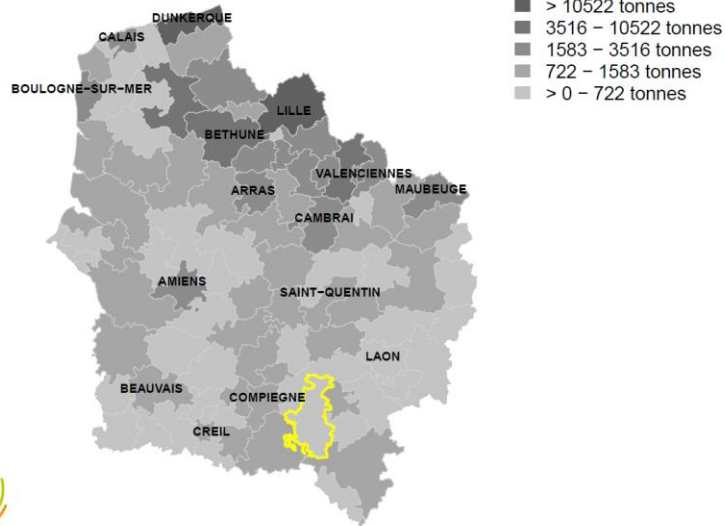 > 10522 tonnes
3516 − 10522 tonnes
1583 − 3516 tonnes
722 − 1583 tonnes
> 0 − 722 tonnes
DUNKERQUE
CALAIS
BOULOGNE−SUR−MER
LILLE
BETHUNE
VALENCIENNES
ARRAS
MAUBEUGE
CAMBRAI
AMIENS
SAINT−QUENTIN
LAON
BEAUVAIS
COMPIEGNE
CREIL